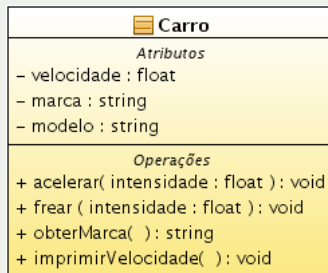 Carro
Atributos
– velocidade : float
– marca : string
– modelo : string
Operações
+ acelerar( intensidade : float ) : void
+ frear ( intensidade : float ) : void
+ obterMarca( ) : string
+ imprimirVelocidade( ) : void